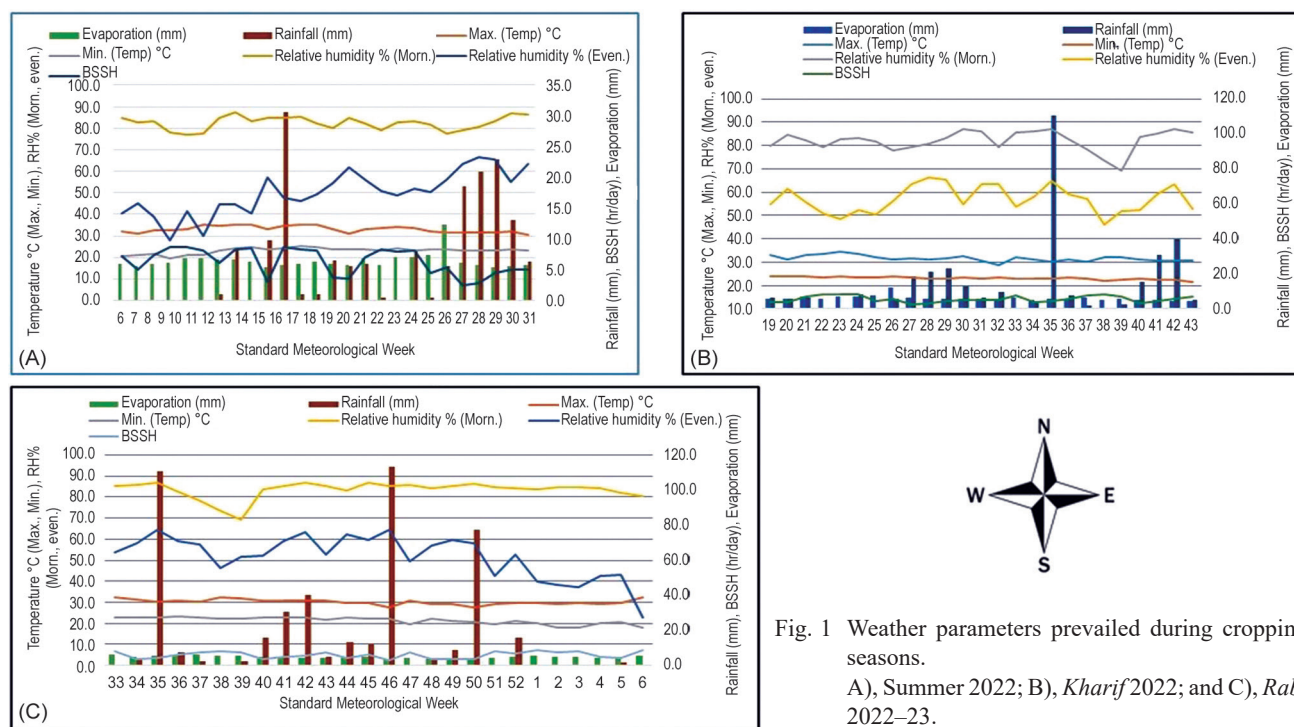 Evaporation (mm) Rainfall (mm) Max. (Temp) °C
Min. (Temp) °C Relative humidity % (Morn.) Relative humidity % (Even.)
BSSH
Temperature °C (Max., Min.), RH% (Morn., even.)
100.0
90.0
80.0
70.0
60.0
50.0
40.0
30.0
20.0
10.0
0.0
35.0
30.0
25.0
20.0
15.0
10.0
5.0
0.0
Rainfall (mm), BSSH (hr/day), Evaporation (mm)
6 7 8 9 10 11 12 13 14 15 16 17 18 19 20 21 22 23 24 25 26 27 28 29 30 31
Standard Meteorological Week
(A)
Evaporation (mm) Rainfall (mm)
Max. (Temp) °C Min. (Temp) °C
Relative humidity % (Morn.) Relative humidity % (Even.)
BSSH
Temperature °C (Max., Min.), RH% (Morn., even.)
100.0
90.0
80.0
70.0
60.0
50.0
40.0
30.0
20.0
10.0
120.0
100.0
80.0
60.0
40.0
20.0
0.0
Rainfall (mm), BSSH (hr/day), Evaporation (mm)
19 20 21 22 23 24 25 26 27 28 29 30 31 32 33 34 35 36 37 38 39 40 41 42 43
Standard Meteorological Week
(B)
Evaporation (mm) Rainfall (mm) Max. (Temp) °C
Min. (Temp) °C Relative humidity % (Morn.) Relative humidity % (Even.)
BSSH
Temperature °C (Max., Min.), RH%
(Morn., even.)
100.0
90.0
80.0
70.0
60.0
50.0
40.0
30.0
20.0
10.0
0.0
120.0
100.0
80.0
60.0
40.0
20.0
0.0
Rainfall (mm), BSSH (hr/day), Evaporation (mm)
33 34 35 36 37 38 39 40 41 42 43 44 45 46 47 48 49 50 51 52 1 2 3 4 5 6
Standard Meteorological Week
(C)
N
W E
S
Fig. 1 Weather parameters prevailed during croppin
seasons.
A), Summer 2022; B), Kharif 2022; and C), Rab
2022–23.